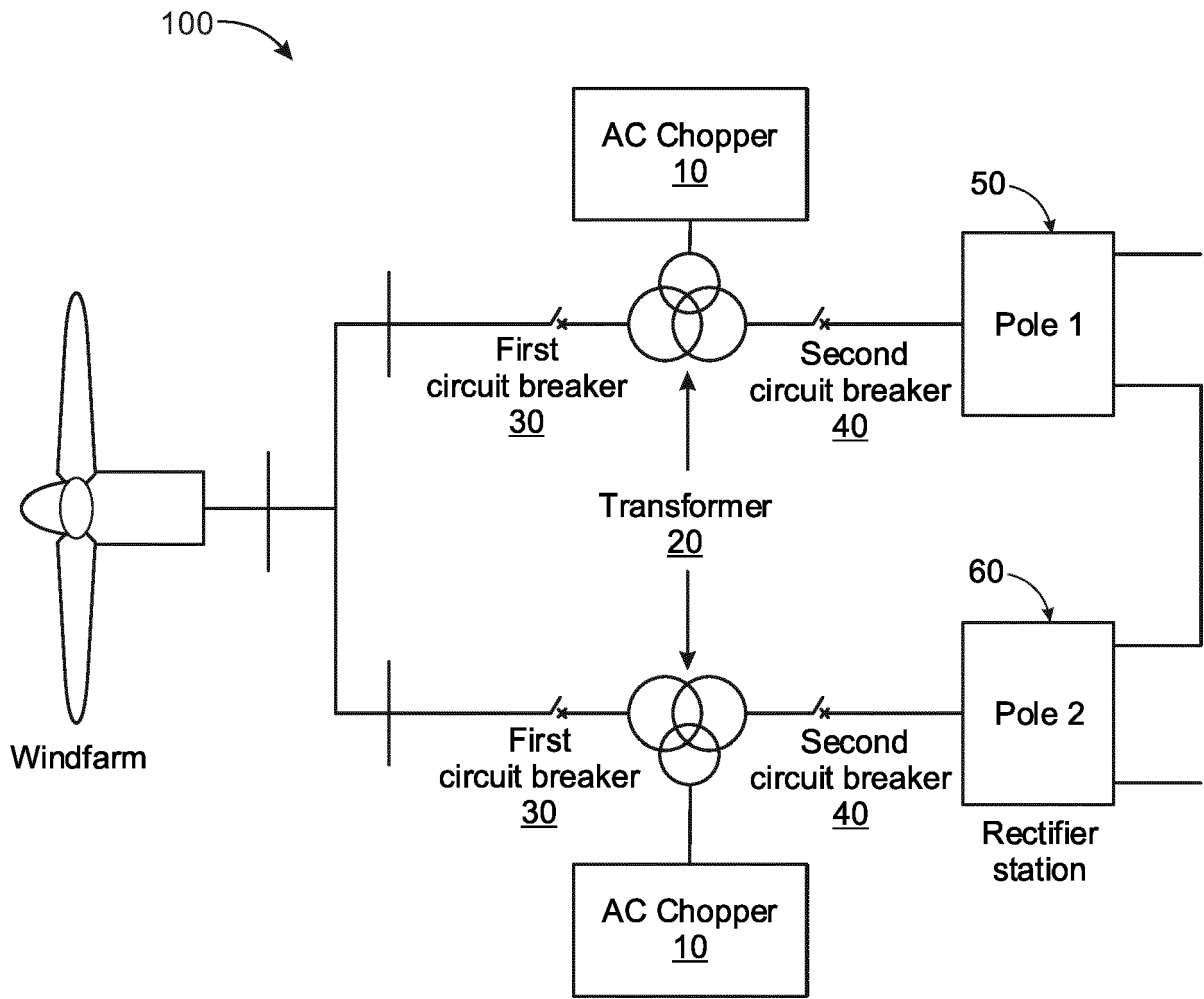 100
AC Chopper
10
50
Pole 1
First
circuit breaker
30
Second
circuit breaker
40
Transformer
20
60
Pole 2
Windfarm
First
circuit breaker
30
Second
circuit breaker
40
Rectifier
station
AC Chopper
10